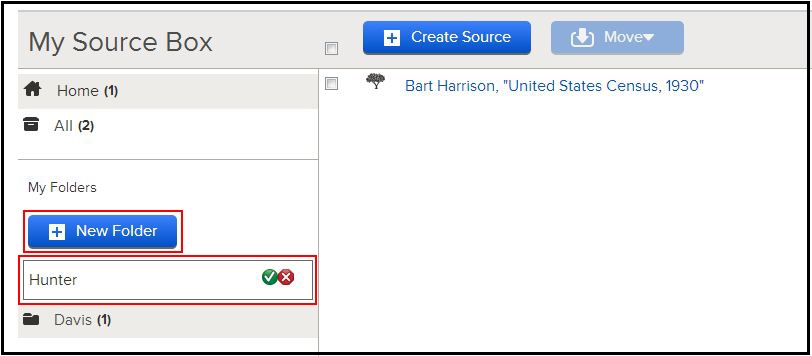 My Source Box
Create Source
Move
Home (1)
All (2)
Bart Harrison, "United States Census, 1930"
My Folders
New Folder
Hunter
Davis (1)